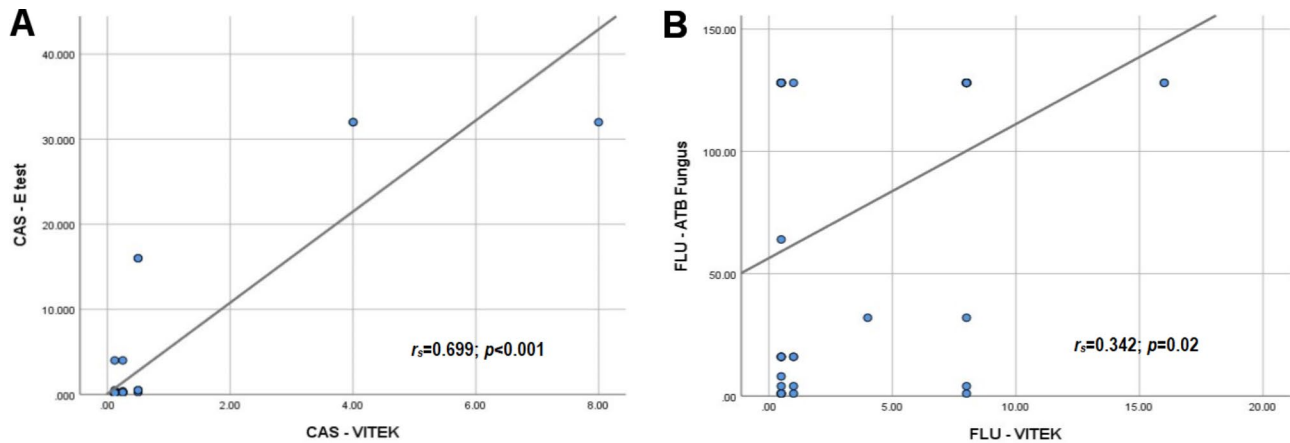 A
CAS - E test
40.000
30.000
20.000
10.000
.000
.00 2.00 4.00 6.00 8.00
CAS - VITEK
rs=0.699; p<0.001
B
FLU - ATB Fungus
150.00
100.00
50.00
.00
.00 5.00 10.00 15.00 20.00
FLU - VITEK
rs=0.342; p=0.02